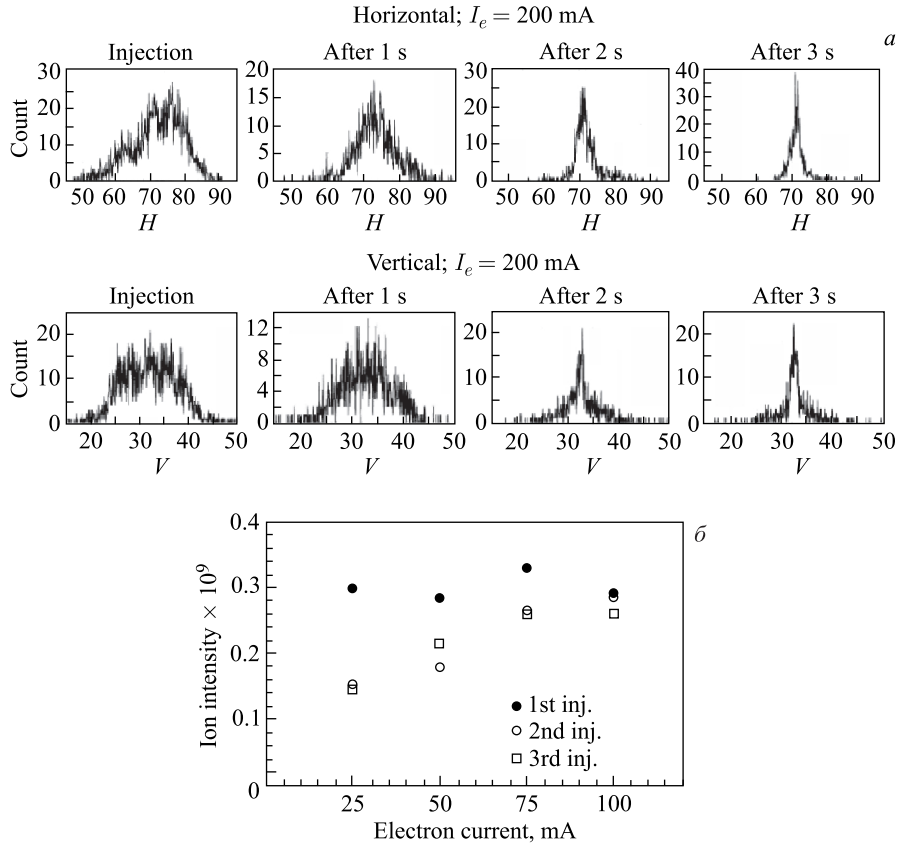 Horizontal; Iₑ = 200 mA
а
Injection
After 1 s
After 2 s
After 3 s
Count
30
20
10
0
50 60 70 80 90
H
20
15
10
5
0
50 60 70 80 90
H
30
20
10
0
50 60 70 80 90
H
40
30
20
10
0
50 60 70 80 90
H
Vertical; Iₑ = 200 mA
Injection
After 1 s
After 2 s
After 3 s
Count
20
10
0
20 30 40 50
V
12
8
4
0
20 30 40 50
V
20
10
0
20 30 40 50
V
20
10
0
20 30 40 50
V
б
Ion intensity × 10⁹
0.4
0.3
0.2
0.1
0
1st inj.
2nd inj.
3rd inj.
25 50 75 100
Electron current, mA